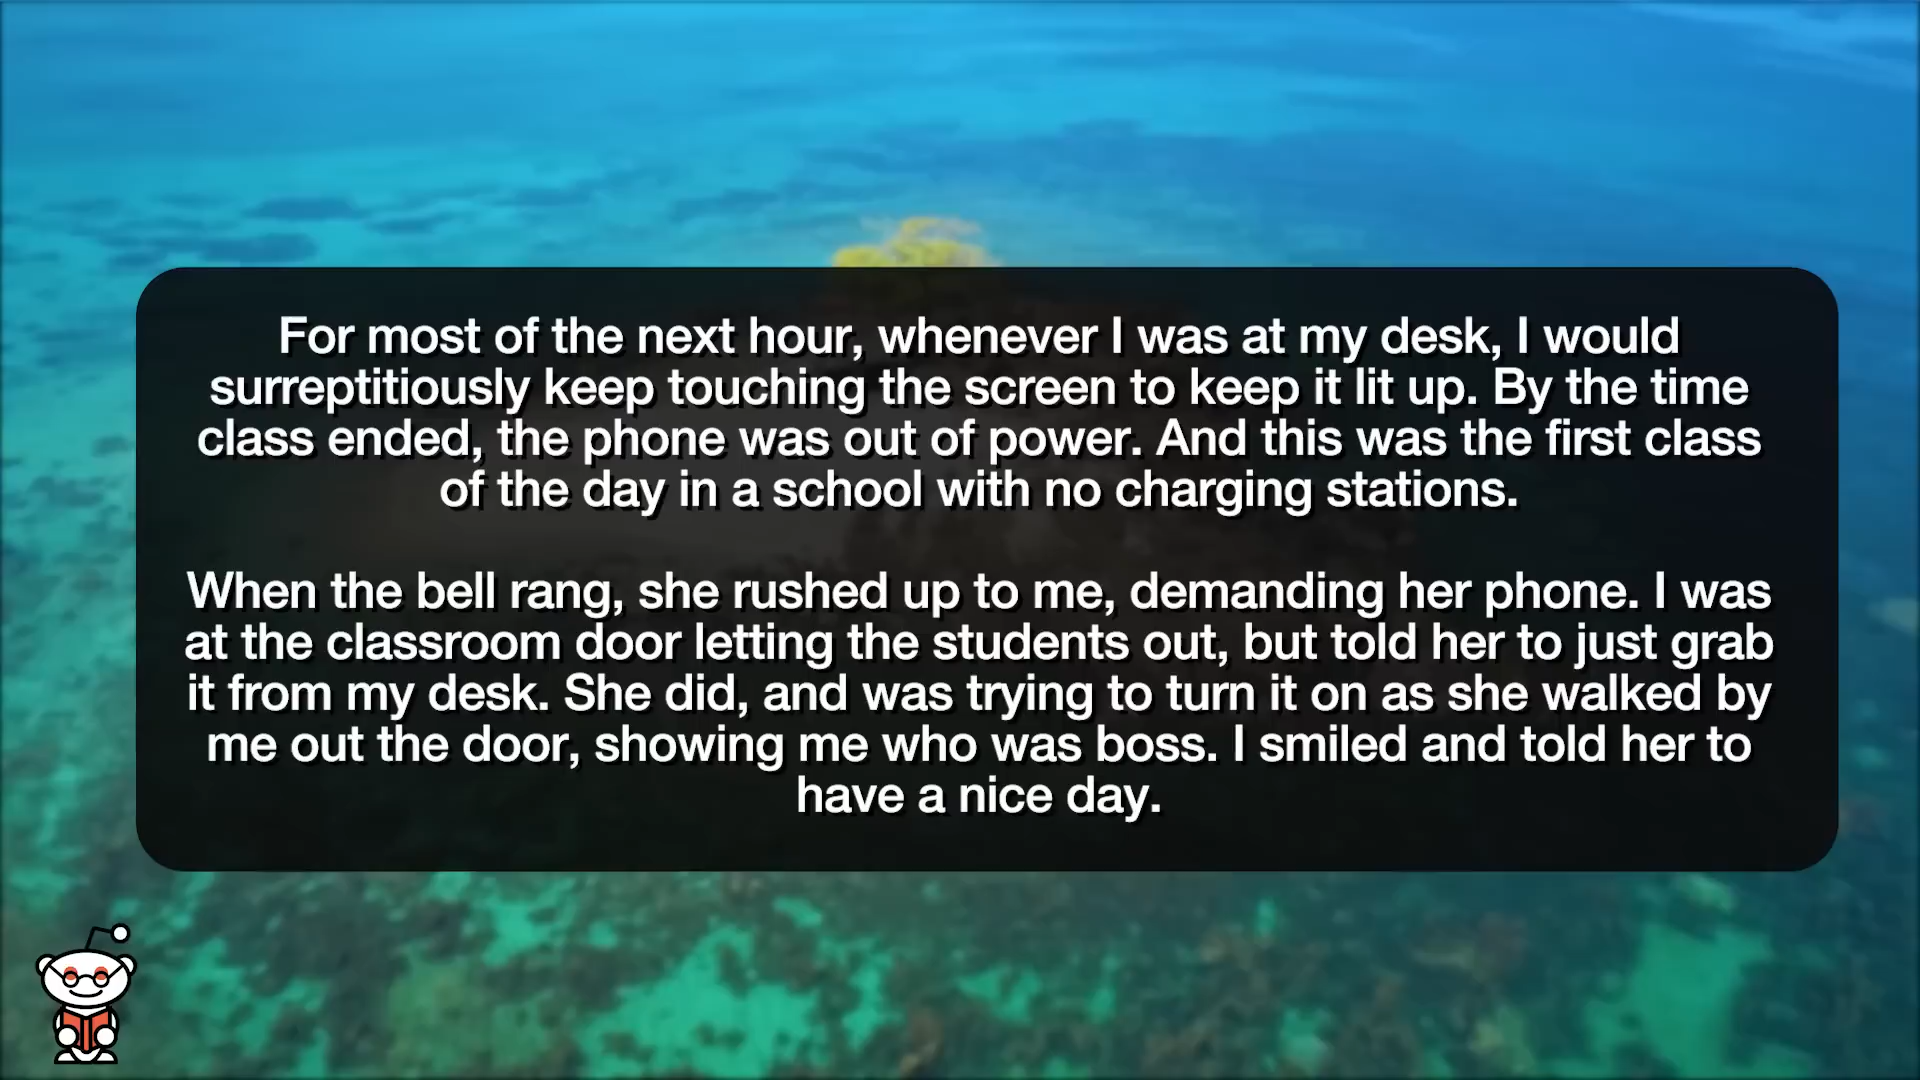 For most of the next hour, whenever I was at my desk, I would
surreptitiously keep touching the screen to keep it lit up. By the time
class ended, the phone was out of power. And this was the first class
of the day in a school with no charging stations.
When the bell rang, she rushed up to me, demanding her phone. I was
at the classroom door letting the students out, but told her to just grab
it from my desk. She did, and was trying to turn it on as she walked by
me out the door, showing me who was boss. I smiled and told her to
have a nice day.